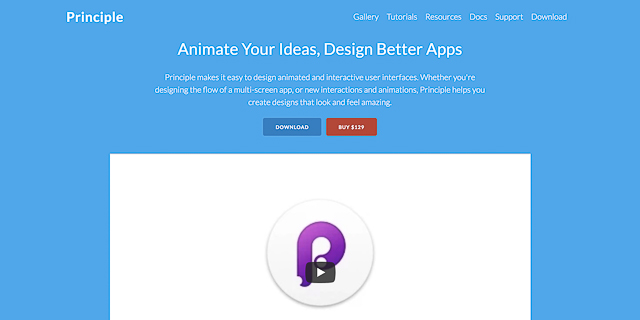 Principle
Gallery Tutorials Resources Docs Support Download
Animate Your Ideas, Design Better Apps
Principle makes it easy to design animated and interactive user interfaces. Whether you're
designing the flow of a multi-screen app, or new interactions and animations, Principle helps you
create designs that look and feel amazing.
DOWNLOAD
BUY $129